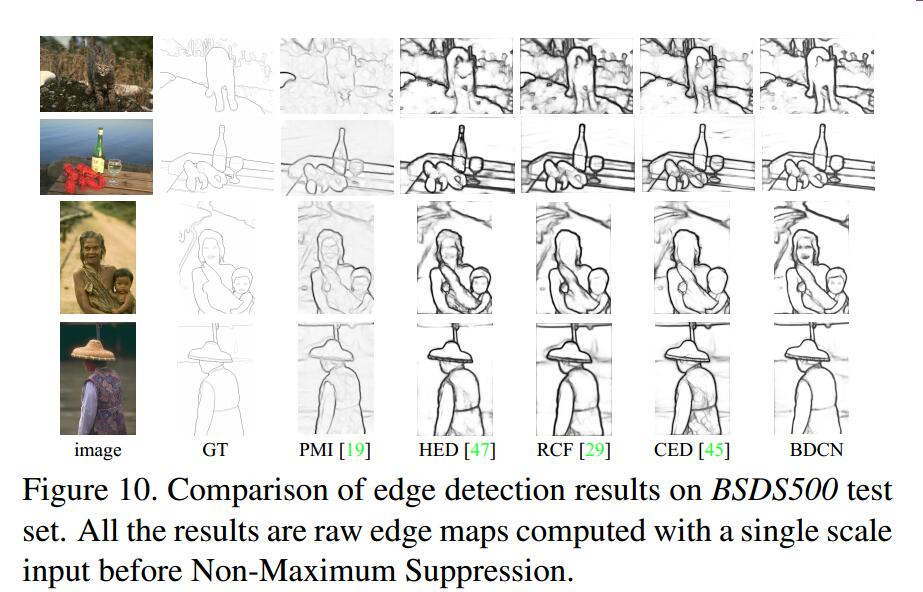 image GT PMI [19] HED [47] RCF [29] CED [45] BDCN
Figure 10. Comparison of edge detection results on BSDS500 test
set. All the results are raw edge maps computed with a single scale
input before Non-Maximum Suppression.